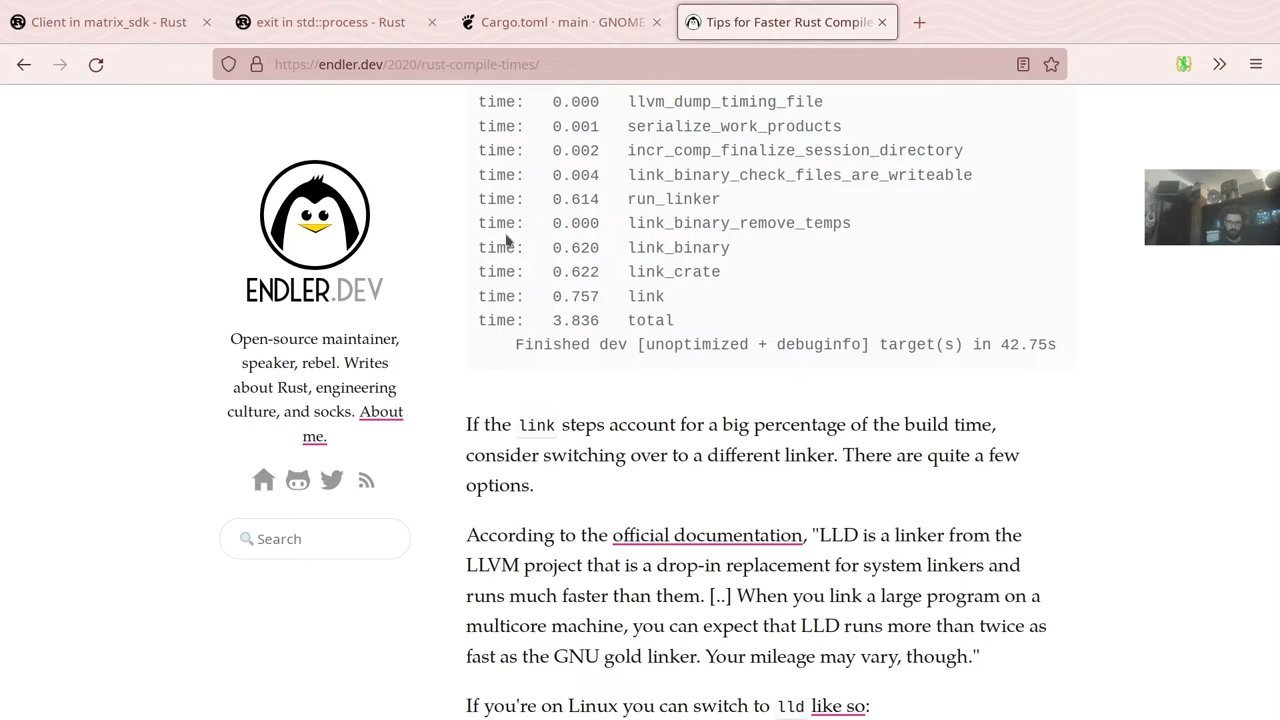 Client in matrix_sdk - Rust
exit in std::process - Rust
Cargo.toml · main · GNOME
Tips for Faster Rust Compile
https://endler.dev/2020/rust-compile-times/
time: 0.000 llvm_dump_timing_file
time: 0.001 serialize_work_products
time: 0.002 incr_comp_finalize_session_directory
time: 0.004 link_binary_check_files_are_writeable
time: 0.614 run_linker
time: 0.000 link_binary_remove_temps
time: 0.620 link_binary
time: 0.622 link_crate
time: 0.757 link
time: 3.836 total
Finished dev [unoptimized + debuginfo] target(s) in 42.75s
ENDLER.DEV
Open-source maintainer,
speaker, rebel. Writes
about Rust, engineering
culture, and socks. About
me.
Search
If the link steps account for a big percentage of the build time,
consider switching over to a different linker. There are quite a few
options.
According to the official documentation, "LLD is a linker from the
LLVM project that is a drop-in replacement for system linkers and
runs much faster than them. [..] When you link a large program on a
multicore machine, you can expect that LLD runs more than twice as
fast as the GNU gold linker. Your mileage may vary, though."
If you're on Linux you can switch to lld like so: